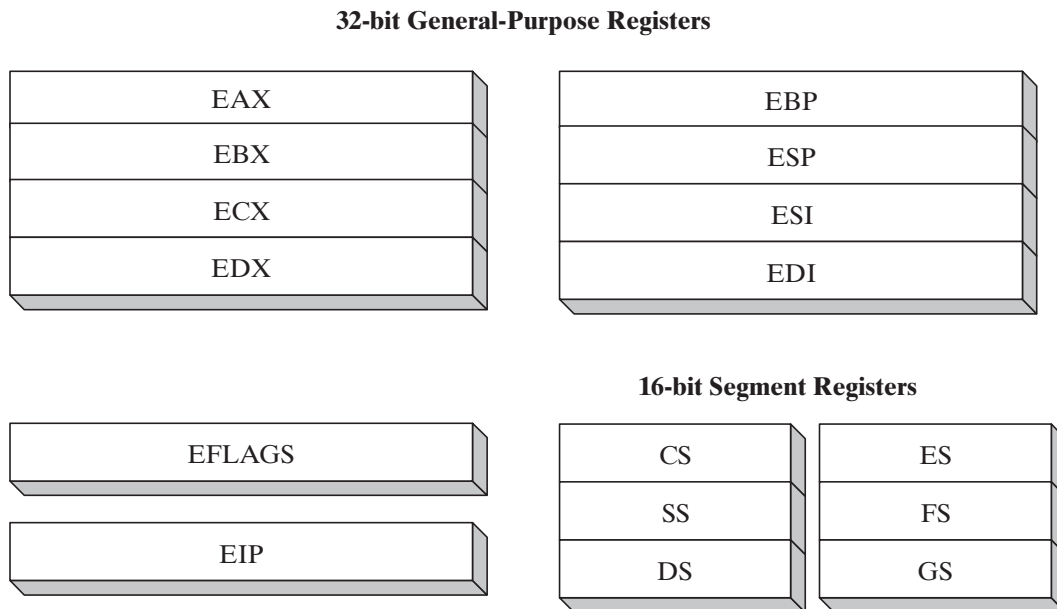 32-bit General-Purpose Registers
EAX
EBX
ECX
EDX
EBP
ESP
ESI
EDI
EFLAGS
EIP
16-bit Segment Registers
CS
SS
DS
ES
FS
GS